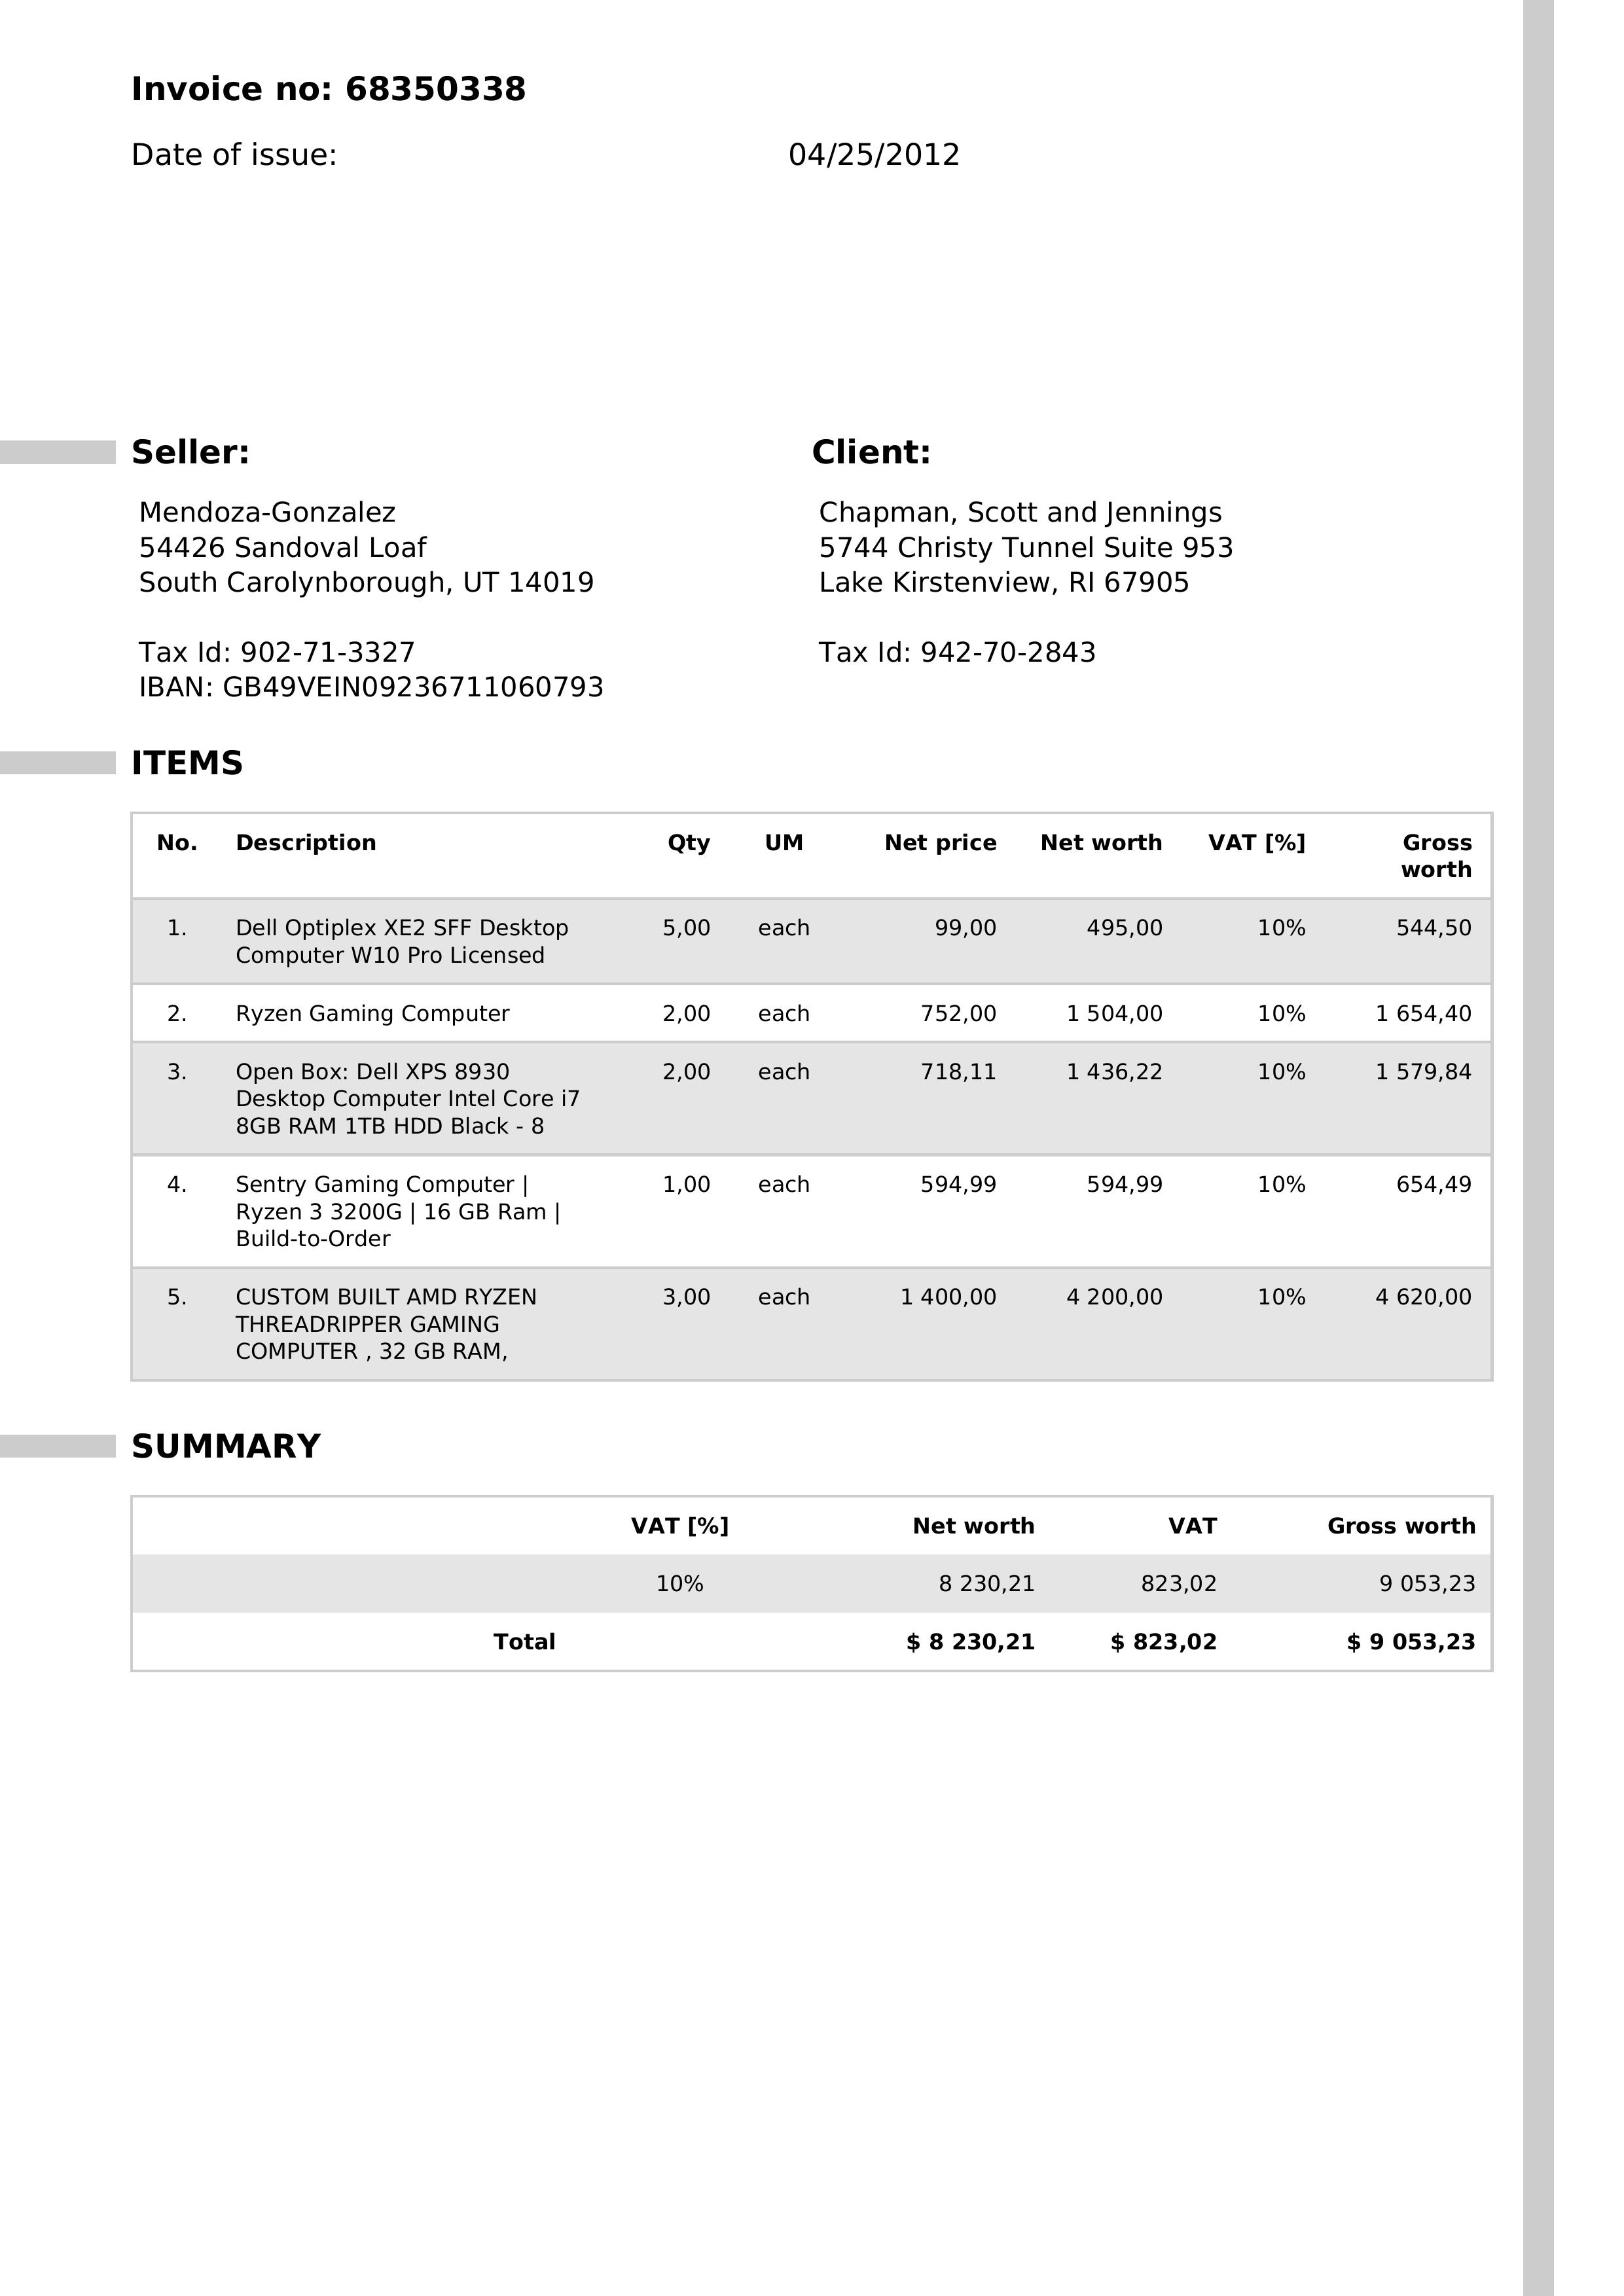 Invoice no: 68350338
Date of issue: 04/25/2012
Seller: Client:
Mendoza-Gonzalez Chapman, Scott and Jennings
54426 Sandoval Loaf 5744 Christy Tunnel Suite 953
South Carolynborough, UT 14019 Lake Kirstenview, RI 67905
Tax Id: 902-71-3327 Tax Id: 942-70-2843
IBAN: GB49VEIN09236711060793
ITEMS
No. Description Qty UM Net price Net worth VAT [%] Gross
worth
1. Dell Optiplex XE2 SFF Desktop 5,00 each 99,00 495,00 10% 544,50
Computer W10 Pro Licensed
2. Ryzen Gaming Computer 2,00 each 752,00 1 504,00 10% 1 654,40
3. Open Box: Dell XPS 8930 2,00 each 718,11 1 436,22 10% 1 579,84
Desktop Computer Intel Core i7
8GB RAM 1TB HDD Black - 8
4. Sentry Gaming Computer | 1,00 each 594,99 594,99 10% 654,49
Ryzen 3 3200G | 16 GB Ram |
Build-to-Order
5. CUSTOM BUILT AMD RYZEN 3,00 each 1 400,00 4 200,00 10% 4 620,00
THREADRIPPER GAMING
COMPUTER , 32 GB RAM,
SUMMARY
VAT [%] Net worth VAT Gross worth
10% 8 230,21 823,02 9 053,23
Total $ 8 230,21 $ 823,02 $ 9 053,23